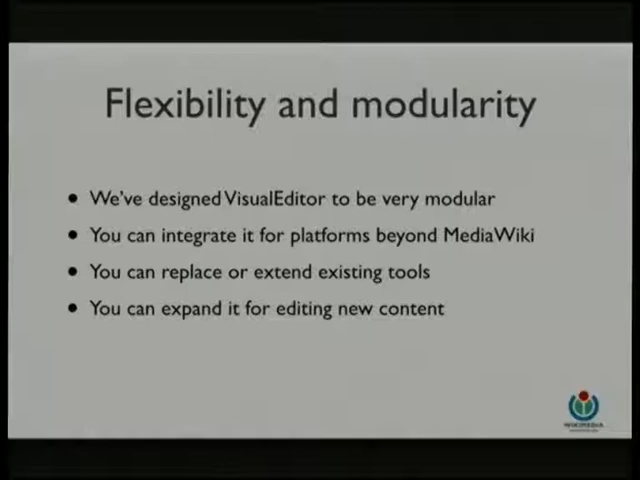 Flexibility and modularity
• We've designed VisualEditor to be very modular
• You can integrate it for platforms beyond MediaWiki
• You can replace or extend existing tools
• You can expand it for editing new content
WIKIMEDIA